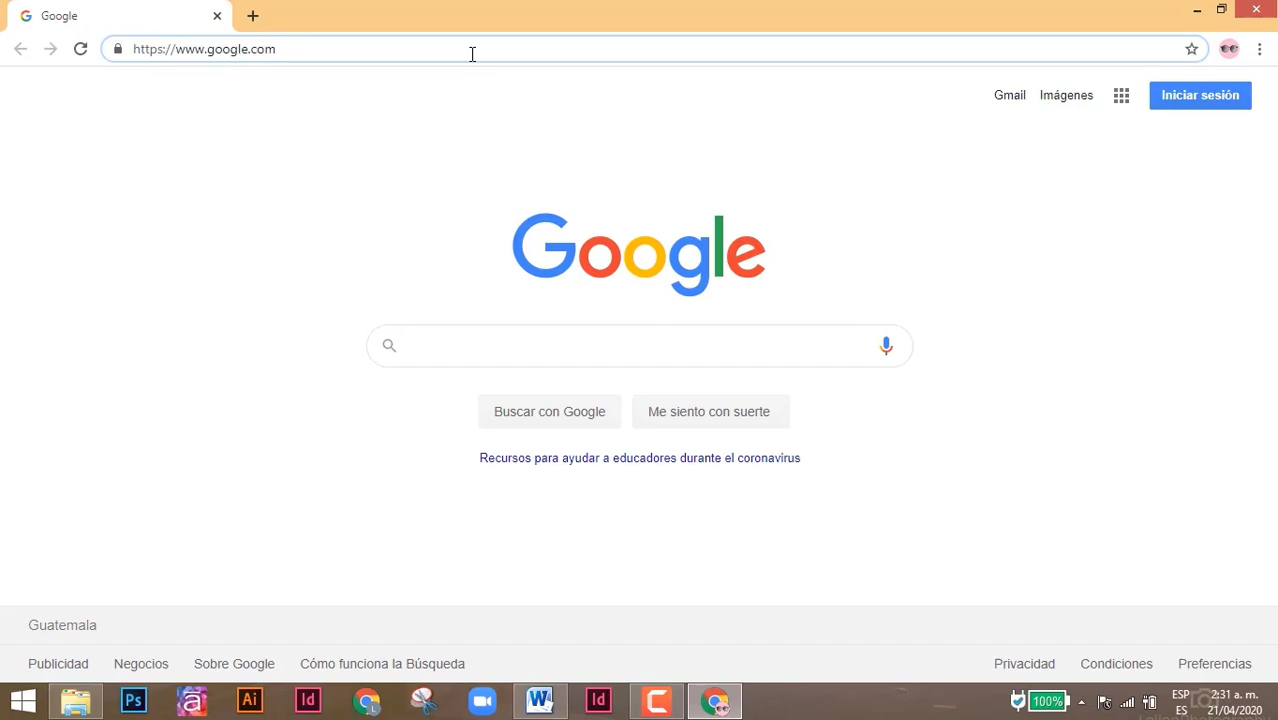 Google
https://www.google.com
Gmail Imágenes Iniciar sesión
Google
Buscar con Google Me siento con suerte
Recursos para ayudar a educadores durante el coronavirus
Guatemala
Publicidad Negocios Sobre Google Cómo funciona la Búsqueda Privacidad Condiciones Preferencias
Ps Ai Id L W Id C 100% ESP 2:31 a. m.
ES 21/04/2020